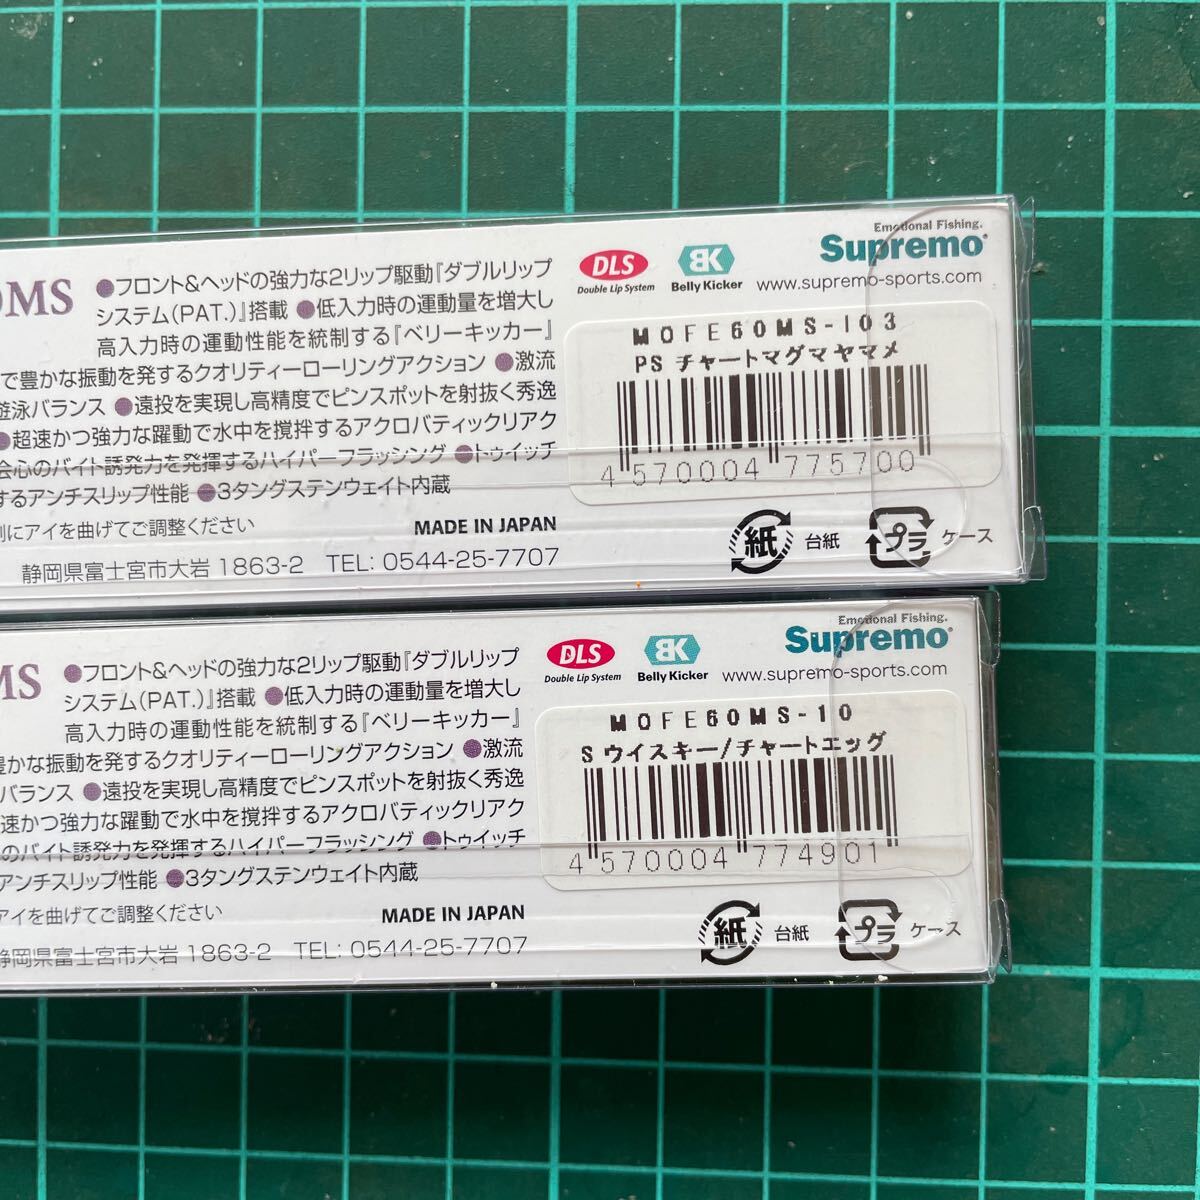 OMS
●フロント&ヘッドの強力な2リップ駆動『ダブルリップ
システム(PAT.)』搭載 ●低入力時の運動量を増大し
高入力時の運動性能を統制する『ベリーキッカー』
で豊かな振動を発するクオリティーローリングアクション ●激流
遊泳バランス ●遠投を実現し高精度でピンスポットを射抜く秀逸
●超速かつ強力な躍動で水中を撹拌するアクロバティックリアク
会心のバイト誘発力を発揮するハイパーフラッシング ●トゥイッチ
するアンチスリップ性能 ●3タングステンウェイト内蔵
にアイを曲げてご調整ください
MADE IN JAPAN
静岡県富士宮市大岩 1863-2 TEL: 0544-25-7707
DLS
Double Lip System
BK
Belly Kicker
Emotional Fishing.
Supremo
www.supremo-sports.com
MOFE60MS-103
PS チャートマグマヤマメ
4 570004 775700
紙 台紙
プラ ケース
MS
●フロント&ヘッドの強力な2リップ駆動『ダブルリップ
システム(PAT.)』搭載 ●低入力時の運動量を増大し
高入力時の運動性能を統制する『ベリーキッカー』
豊かな振動を発するクオリティーローリングアクション ●激流
バランス ●遠投を実現し高精度でピンスポットを射抜く秀逸
速かつ強力な躍動で水中を撹拌するアクロバティックリアク
のバイト誘発力を発揮するハイパーフラッシング ●トゥイッチ
アンチスリップ性能 ●3タングステンウェイト内蔵
アイを曲げてご調整ください
MADE IN JAPAN
静岡県富士宮市大岩 1863-2 TEL: 0544-25-7707
DLS
Double Lip System
BK
Belly Kicker
Emotional Fishing.
Supremo
www.supremo-sports.com
MOFE60MS-10
S ウイスキー/チャートエッグ
4 570004 774901
紙 台紙
プラ ケース